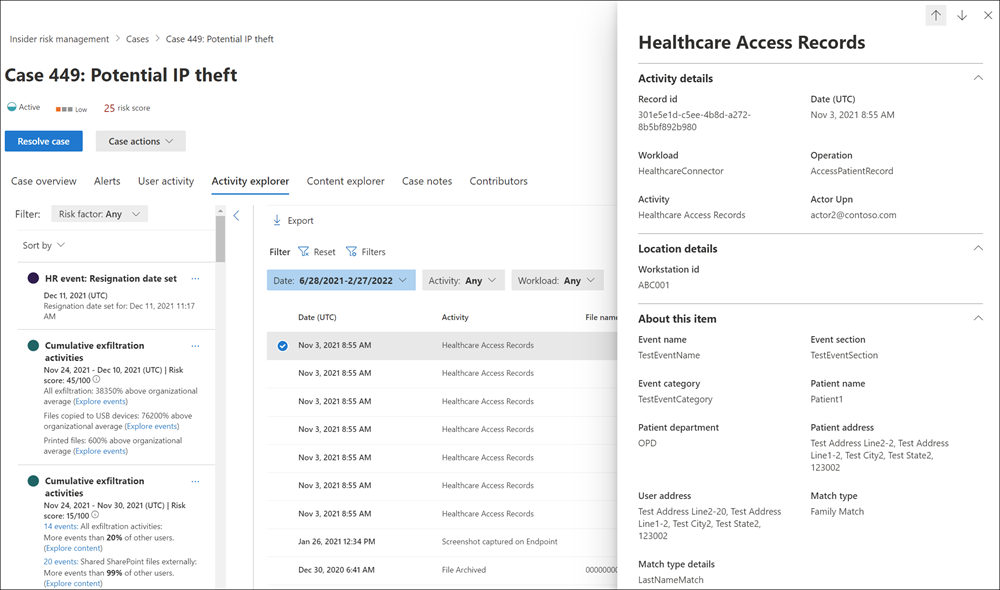 Insider risk management > Cases > Case 449: Potential IP theft
Case 449: Potential IP theft
Active Low 25 risk score
Resolve case Case actions
Case overview Alerts User activity Activity explorer Content explorer Case notes Contributors
Filter: Risk factor: Any
Sort by
HR event: Resignation date set ...
Dec 11, 2021 (UTC)
Resignation date set for: Dec 11, 2021 11:17
AM
Cumulative exfiltration ...
activities
Nov 24, 2021 - Dec 10, 2021 (UTC) | Risk
score: 45/100
All exfiltration: 38350% above organizational
average (Explore events)
Files copied to USB devices: 76200% above
organizational average (Explore events)
Printed files: 600% above organizational
average (Explore events)
Cumulative exfiltration ...
activities
Nov 24, 2021 - Nov 30, 2021 (UTC) | Risk
score: 15/100
14 events: All exfiltration activities:
More events than 20% of other users.
(Explore content)
20 events: Shared SharePoint files externally:
More events than 99% of other users.
(Explore content)
Export
Filter Reset Filters
Date: 6/28/2021-2/27/2022 Activity: Any Workload: Any
Date (UTC) Activity File name
Nov 3, 2021 8:55 AM Healthcare Access Records
Nov 3, 2021 8:55 AM Healthcare Access Records
Nov 3, 2021 8:55 AM Healthcare Access Records
Nov 3, 2021 8:55 AM Healthcare Access Records
Nov 3, 2021 8:55 AM Healthcare Access Records
Nov 3, 2021 8:55 AM Healthcare Access Records
Nov 3, 2021 8:55 AM Healthcare Access Records
Jan 26, 2021 12:34 PM Screenshot captured on Endpoint
Dec 30, 2020 6:41 AM File Archived
Healthcare Access Records
Activity details
Record id Date (UTC)
301e5e1d-c5ee-4b8d-a272- Nov 3, 2021 8:55 AM
8b5bf892b980
Workload Operation
HealthcareConnector AccessPatientRecord
Activity Actor Upn
Healthcare Access Records actor2@contoso.com
Location details
Workstation id
ABC001
About this item
Event name Event section
TestEventName TestEventSection
Event category Patient name
TestEventCategory Patient1
Patient department Patient address
OPD Test Address Line2-2, Test Address
Line1-2, Test City2, Test State2,
123002
User address Match type
Test Address Line2-20, Test Address Family Match
Line1-2, Test City2, Test State2,
123002
Match type details
LastNameMatch